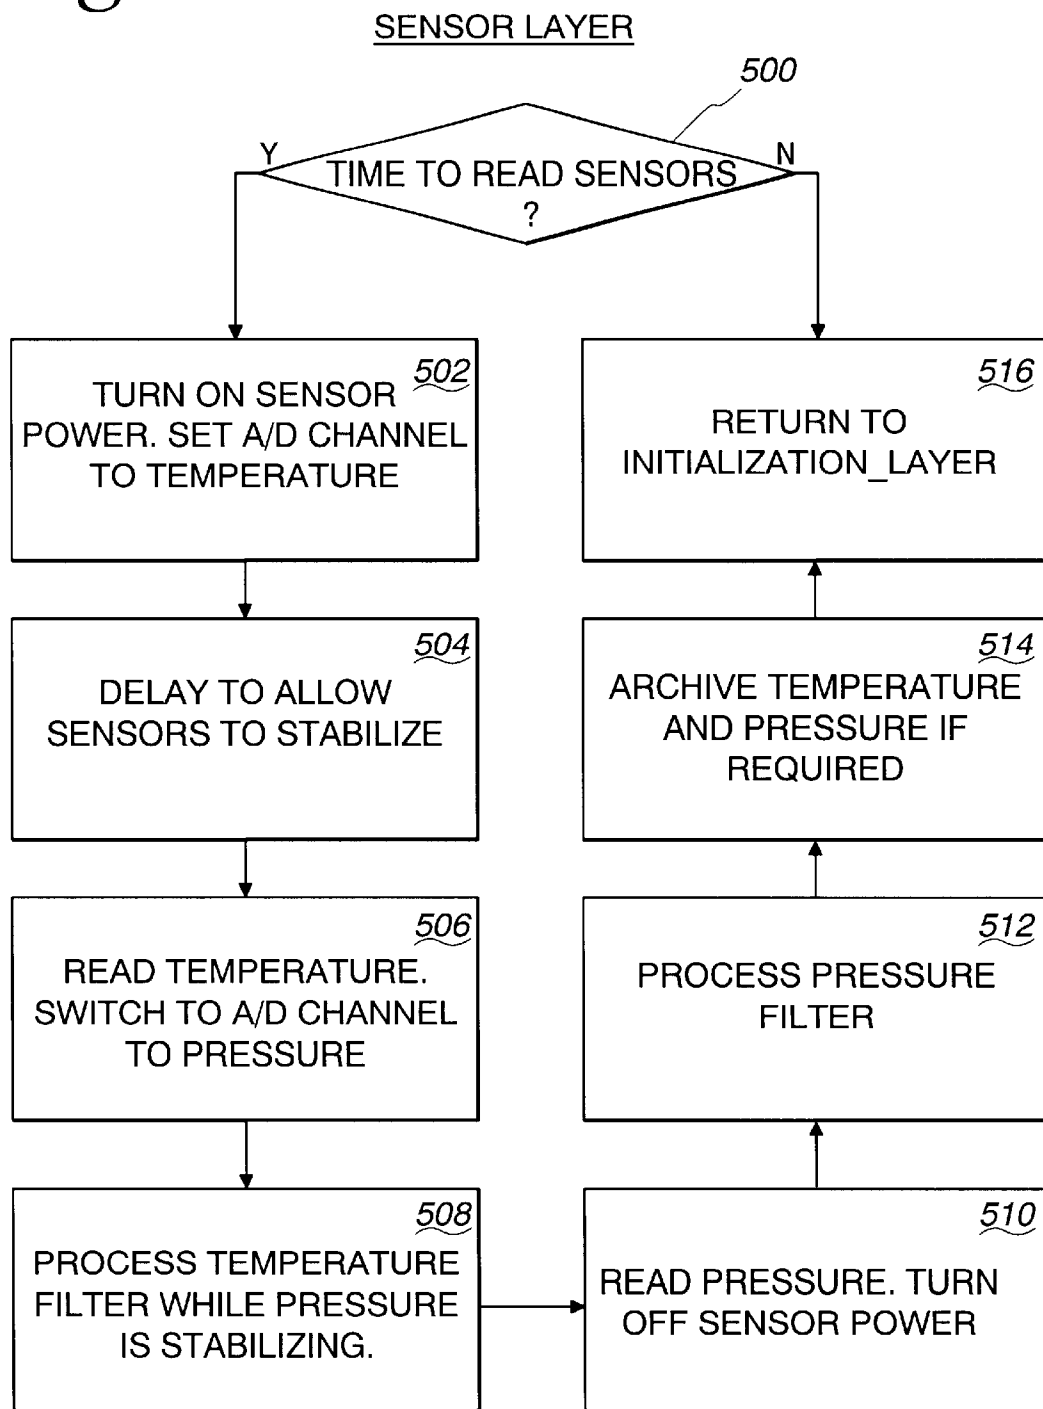 SENSOR LAYER
500
Y
N
TIME TO READ SENSORS
?
502
TURN ON SENSOR
POWER. SET A/D CHANNEL
TO TEMPERATURE
504
DELAY TO ALLOW
SENSORS TO STABILIZE
506
READ TEMPERATURE.
SWITCH TO A/D CHANNEL
TO PRESSURE
508
PROCESS TEMPERATURE
FILTER WHILE PRESSURE
IS STABILIZING.
510
READ PRESSURE. TURN
OFF SENSOR POWER
512
PROCESS PRESSURE
FILTER
514
ARCHIVE TEMPERATURE
AND PRESSURE IF
REQUIRED
516
RETURN TO
INITIALIZATION_LAYER